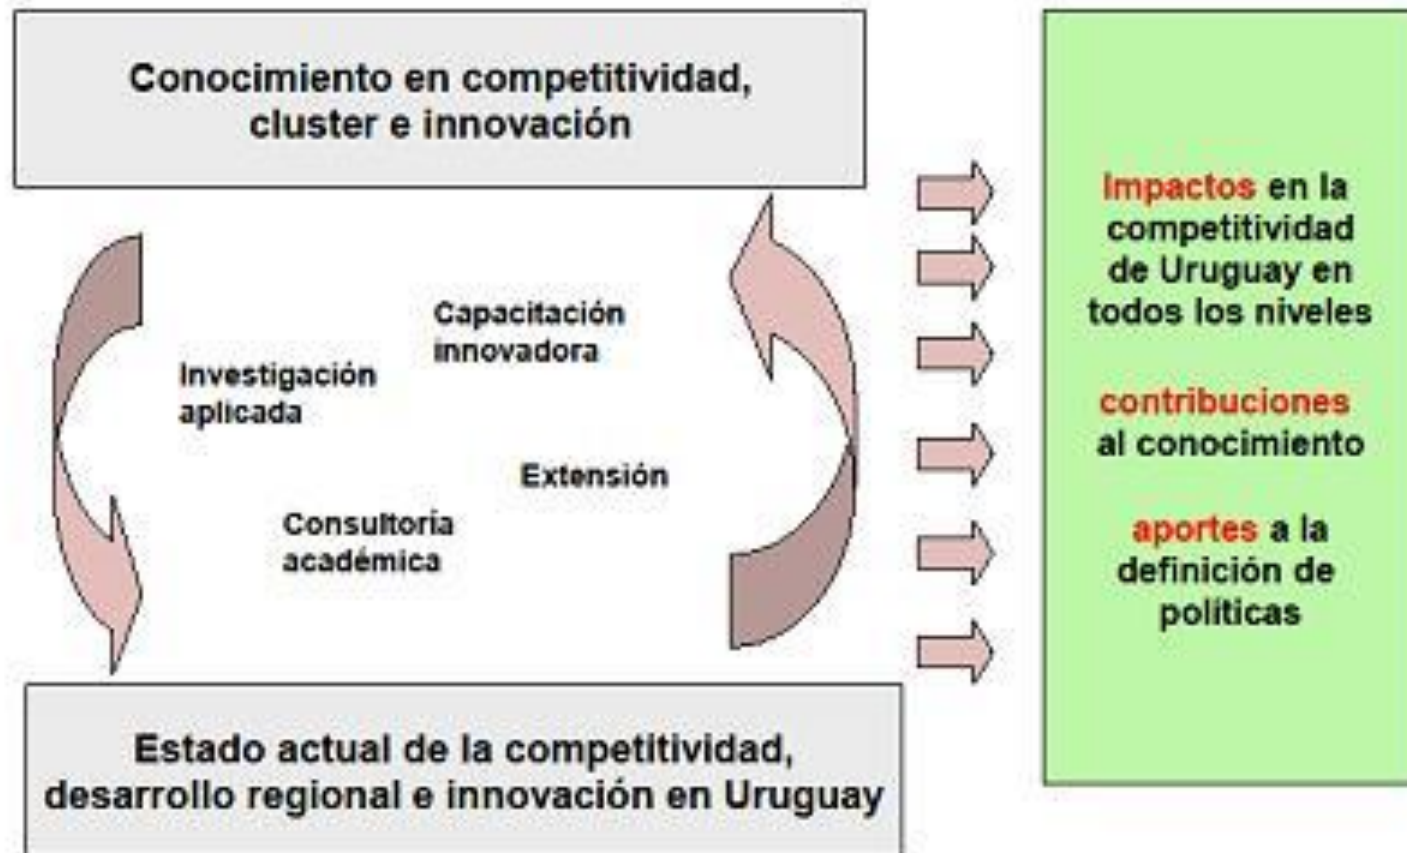 Conocimiento en competitividad,
cluster e innovación
Capacitación
innovadora
Investigación
aplicada
Extensión
Consultoría
académica
Estado actual de la competitividad,
desarrollo regional e innovación en Uruguay
Impactos en la
competitividad
de Uruguay en
todos los niveles
contribuciones
al conocimiento
aportes a la
definición de
políticas